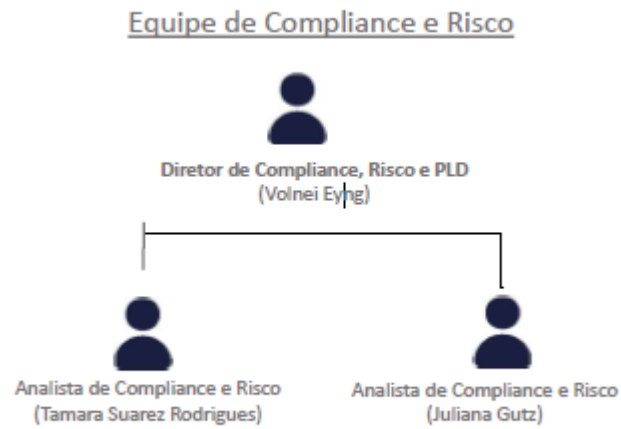 Equipe de Compliance e Risco
Diretor de Compliance, Risco e PLD
(Volnei Eyng)
Analista de Compliance e Risco
(Tamara Suarez Rodrigues)
Analista de Compliance e Risco
(Juliana Gutz)